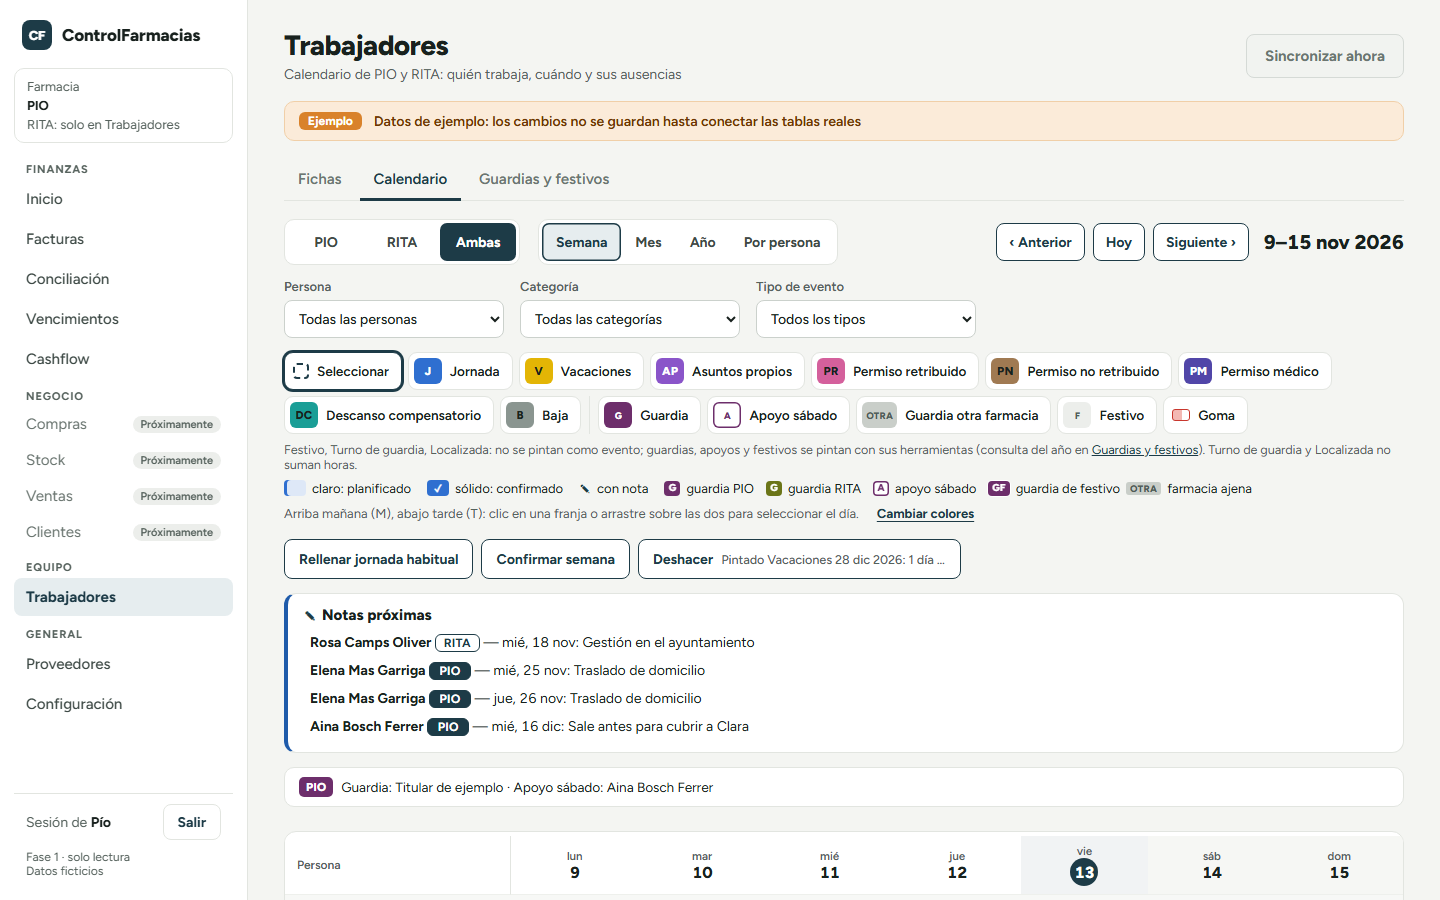 CF ControlFarmacias
Farmacia
PIO
RITA: solo en Trabajadores
FINANZAS
Inicio
Facturas
Conciliación
Vencimientos
Cashflow
NEGOCIO
Compras Próximamente
Stock Próximamente
Ventas Próximamente
Clientes Próximamente
EQUIPO
Trabajadores
GENERAL
Proveedores
Configuración
Sesión de Pío Salir
Fase 1 · solo lectura
Datos ficticios
Trabajadores
Calendario de PIO y RITA: quién trabaja, cuándo y sus ausencias
Sincronizar ahora
Ejemplo Datos de ejemplo: los cambios no se guardan hasta conectar las tablas reales
Fichas Calendario Guardias y festivos
PIO RITA Ambas Semana Mes Año Por persona ‹ Anterior Hoy Siguiente › 9–15 nov 2026
Persona Categoría Tipo de evento
Todas las personas Todas las categorías Todos los tipos
Seleccionar J Jornada V Vacaciones AP Asuntos propios PR Permiso retribuido PN Permiso no retribuido PM Permiso médico
DC Descanso compensatorio B Baja G Guardia A Apoyo sábado OTRA Guardia otra farmacia F Festivo Goma
Festivo, Turno de guardia, Localizada: no se pintan como evento; guardias, apoyos y festivos se pintan con sus herramientas (consulta del año en Guardias y festivos). Turno de guardia y Localizada no
suman horas.
claro: planificado ✓ sólido: confirmado con nota G guardia PIO G guardia RITA A apoyo sábado GF guardia de festivo OTRA farmacia ajena
Arriba mañana (M), abajo tarde (T): clic en una franja o arrastre sobre las dos para seleccionar el día. Cambiar colores
Rellenar jornada habitual Confirmar semana Deshacer Pintado Vacaciones 28 dic 2026: 1 día ...
Notas próximas
Rosa Camps Oliver RITA — mié, 18 nov: Gestión en el ayuntamiento
Elena Mas Garriga PIO — mié, 25 nov: Traslado de domicilio
Elena Mas Garriga PIO — jue, 26 nov: Traslado de domicilio
Aina Bosch Ferrer PIO — mié, 16 dic: Sale antes para cubrir a Clara
PIO Guardia: Titular de ejemplo · Apoyo sábado: Aina Bosch Ferrer
Persona lun mar mié jue vie sáb dom
9 10 11 12 13 14 15